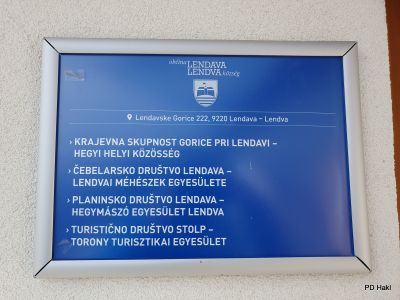 občina LENDAVA
LENDVA község
Lendavske Gorice 222, 9220 Lendava – Lendva
› KRAJEVNA SKUPNOST GORICE PRI LENDAVI –
HEGYI HELYI KÖZÖSSÉG
› ČEBELARSKO DRUŠTVO LENDAVA –
LENDVAI MÉHÉSZEK EGYESÜLETE
› PLANINSKO DRUŠTVO LENDAVA –
HEGYMÁSZÓ EGYESÜLET LENDVA
› TURISTIČNO DRUŠTVO STOLP –
TORONY TURISZTIKAI EGYESÜLET
PD Haki